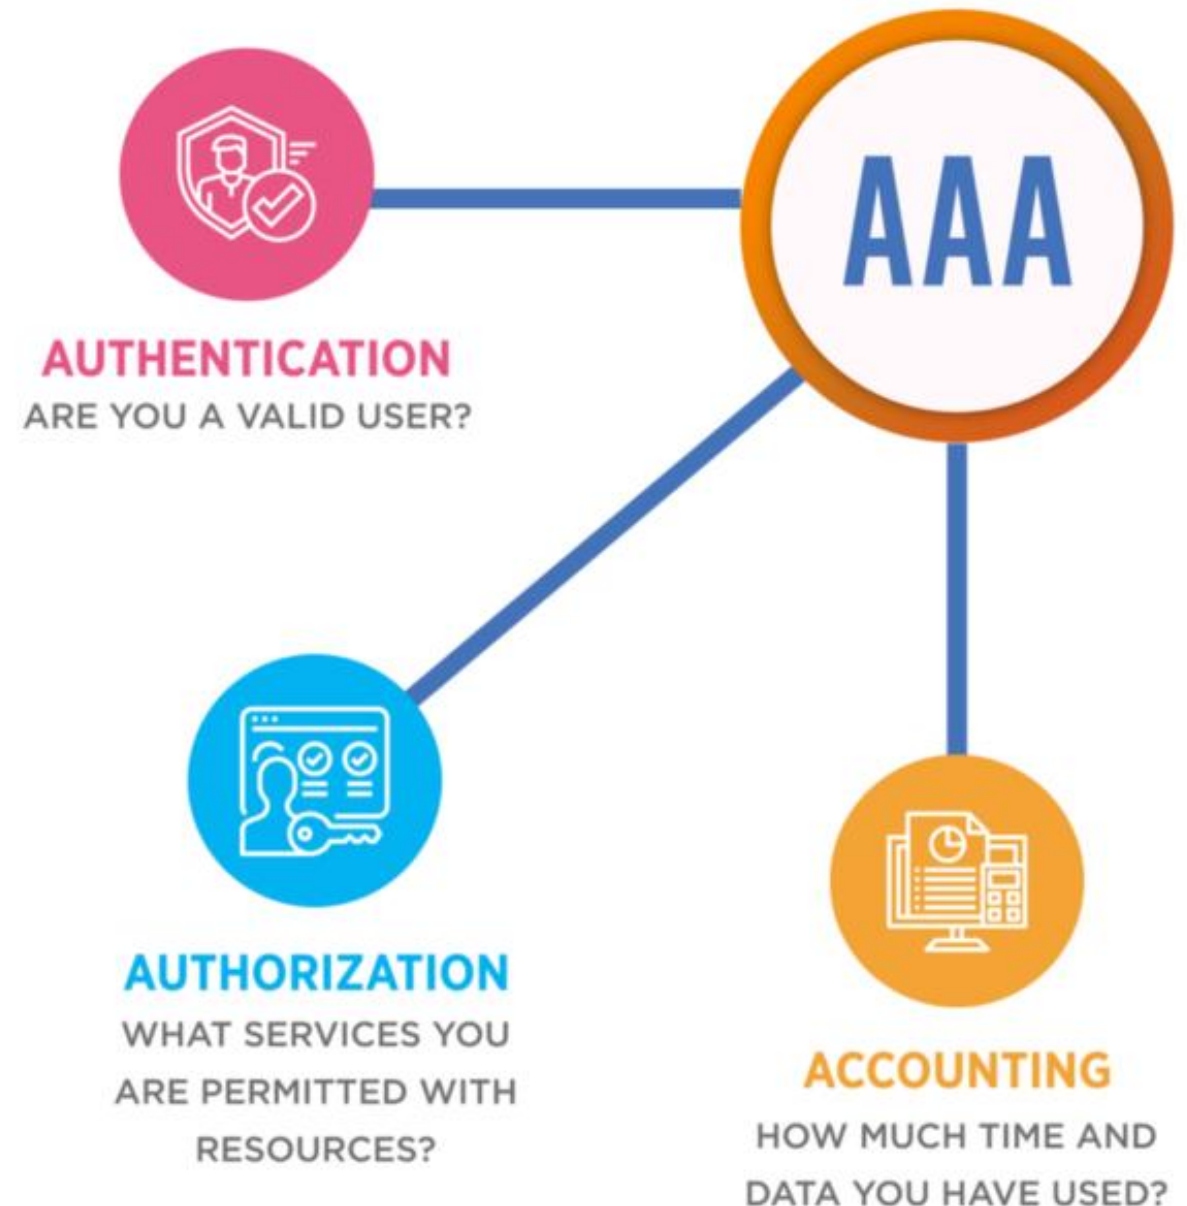 AAA
AUTHENTICATION
ARE YOU A VALID USER?
AUTHORIZATION
WHAT SERVICES YOU
ARE PERMITTED WITH
RESOURCES?
ACCOUNTING
HOW MUCH TIME AND
DATA YOU HAVE USED?